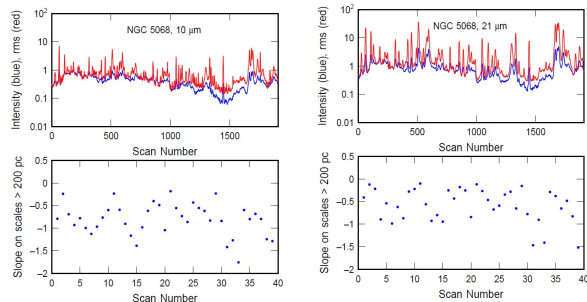 10²
NGC 5068, 10 μm
10
1
0.1
0.01
Intensity (blue), rms (red)
0 500 1000 1500
Scan Number
0.5
0
−0.5
−1
−1.5
−2
Slope on scales > 200 pc
0 5 10 15 20 25 30 35 40
Scan Number
10²
NGC 5068, 21 μm
10
1
0.1
0.01
Intensity (blue), rms (red)
0 500 1000 1500
Scan Number
0.5
0
−0.5
−1
−1.5
−2
Slope on scales > 200 pc
0 5 10 15 20 25 30 35 40
Scan Number